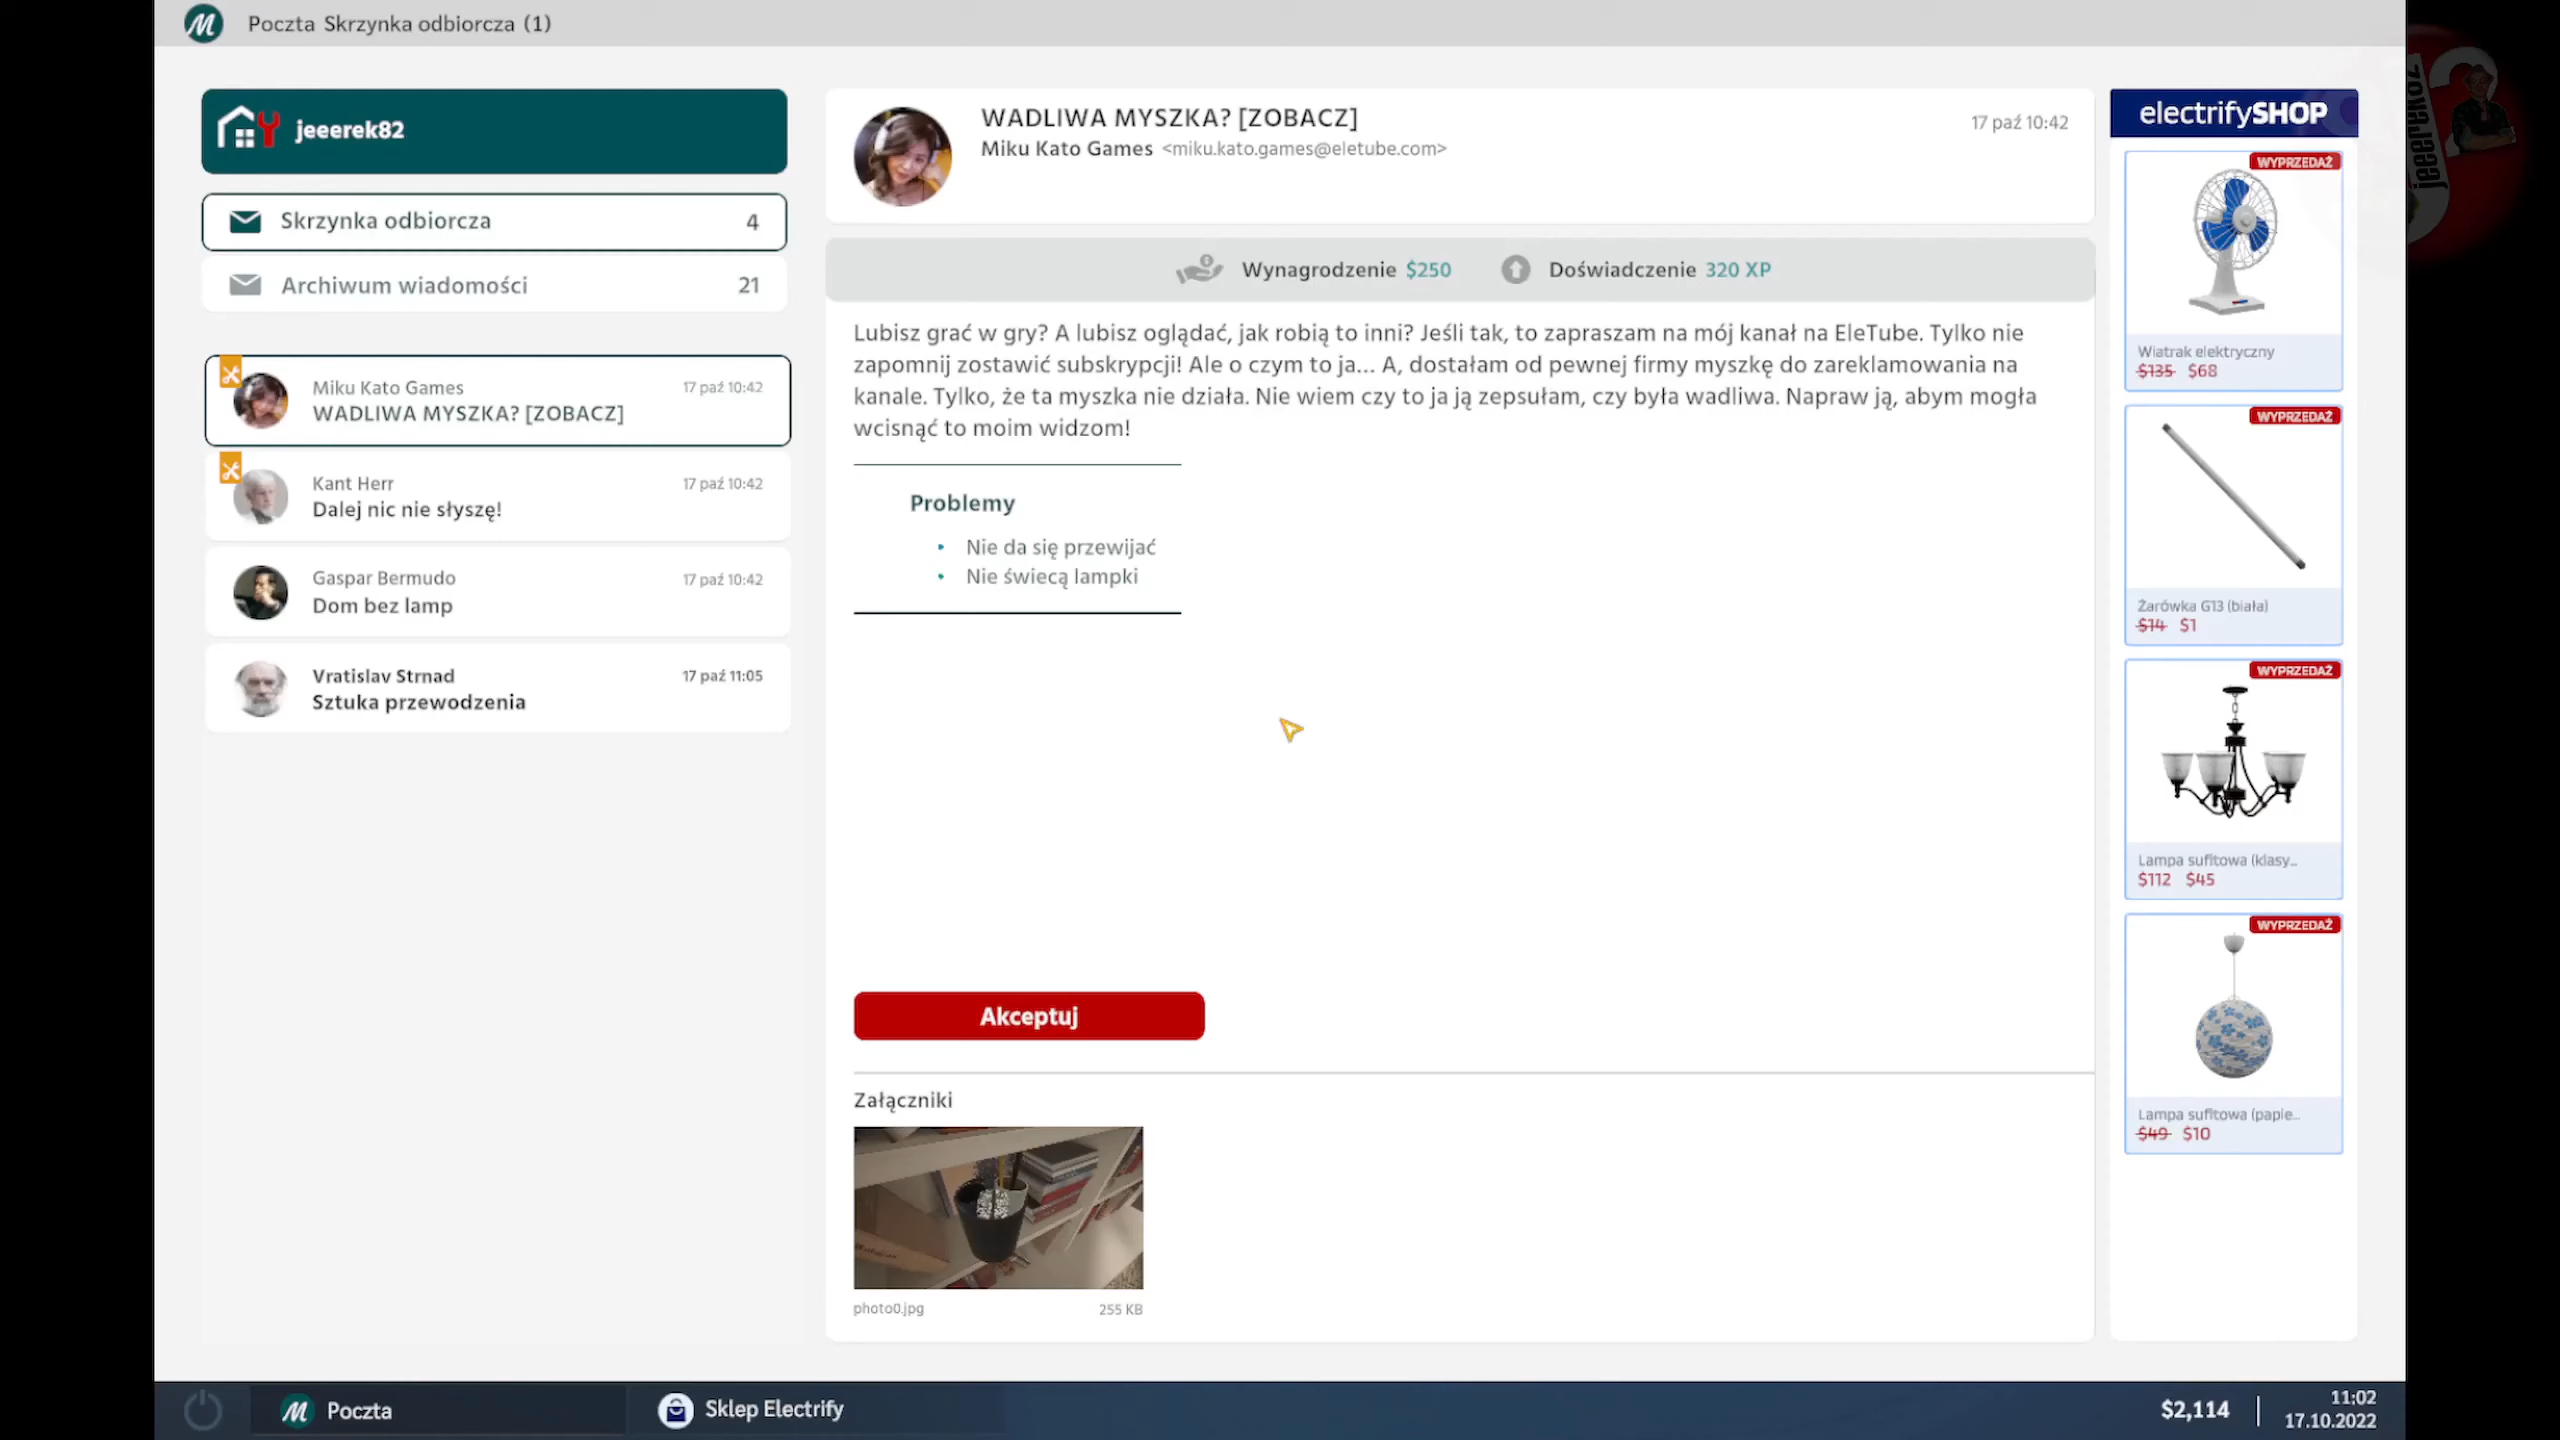 Poczta Skrzynka odbiorcza (1)
jeeerek82
Skrzynka odbiorcza 4
Archiwum wiadomości 21
Miku Kato Games 17 paź 10:42
WADLIWA MYSZKA? [ZOBACZ]
Kant Herr 17 paź 10:42
Dalej nic nie słyszę!
Gaspar Bermudo 17 paź 10:42
Dom bez lamp
Vratislav Strnad 17 paź 11:05
Sztuka przewodzenia
WADLIWA MYSZKA? [ZOBACZ]
17 paź 10:42
Miku Kato Games <miku.kato.games@eletube.com>
Wynagrodzenie $250 Doświadczenie 320 XP
Lubisz grać w gry? A lubisz oglądać, jak robią to inni? Jeśli tak, to zapraszam na mój kanał na EleTube. Tylko nie
zapomnij zostawić subskrypcji! Ale o czym to ja... A, dostałam od pewnej firmy myszkę do zareklamowania na
kanale. Tylko, że ta myszka nie działa. Nie wiem czy to ja ją zepsułam, czy była wadliwa. Napraw ją, abym mogła
wcisnąć to moim widzom!
Problemy
• Nie da się przewijać
• Nie świecą lampki
Akceptuj
Załączniki
photo0.jpg 255 KB
electrifySHOP
WYPRZEDAŻ
Wiatrak elektryczny
$135 $68
WYPRZEDAŻ
Żarówka G13 (biała)
$14 $1
WYPRZEDAŻ
Lampa sufitowa (klasy...
$112 $45
WYPRZEDAŻ
Lampa sufitowa (papie...
$49 $10
Poczta
Sklep Electrify
$2,114
11:02
17.10.2022